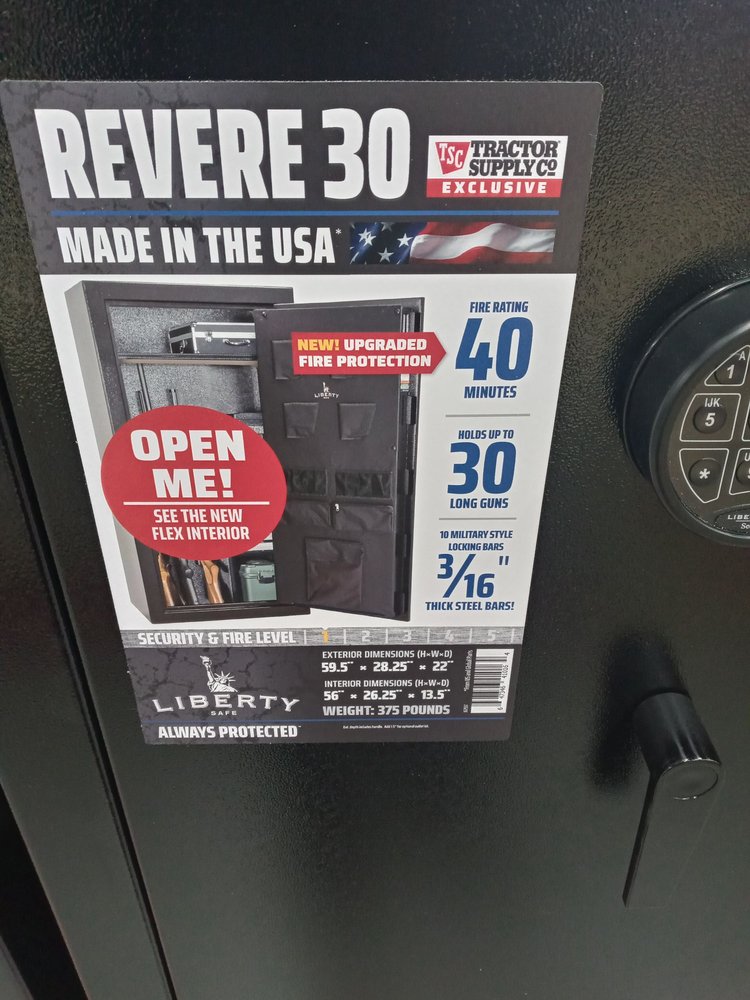 REVERE 30
TSC TRACTOR
SUPPLY CO
EXCLUSIVE
MADE IN THE USA*
NEW! UPGRADED
FIRE PROTECTION
LIBERTY
SAFE
FIRE RATING
40
MINUTES
OPEN
ME!
SEE THE NEW
FLEX INTERIOR
HOLDS UP TO
30
LONG GUNS
10 MILITARY STYLE
LOCKING BARS
3/16"
THICK STEEL BARS!
SECURITY & FIRE LEVEL | 1 | 2 | 3 | 4 | 5 |
LIBERTY
SAFE
ALWAYS PROTECTED™
EXTERIOR DIMENSIONS (H×W×D)
59.5" × 28.25" × 22"
INTERIOR DIMENSIONS (H×W×D)
56" × 26.25" × 13.5"
WEIGHT: 375 POUNDS
1
IJK
5
*
LIBE